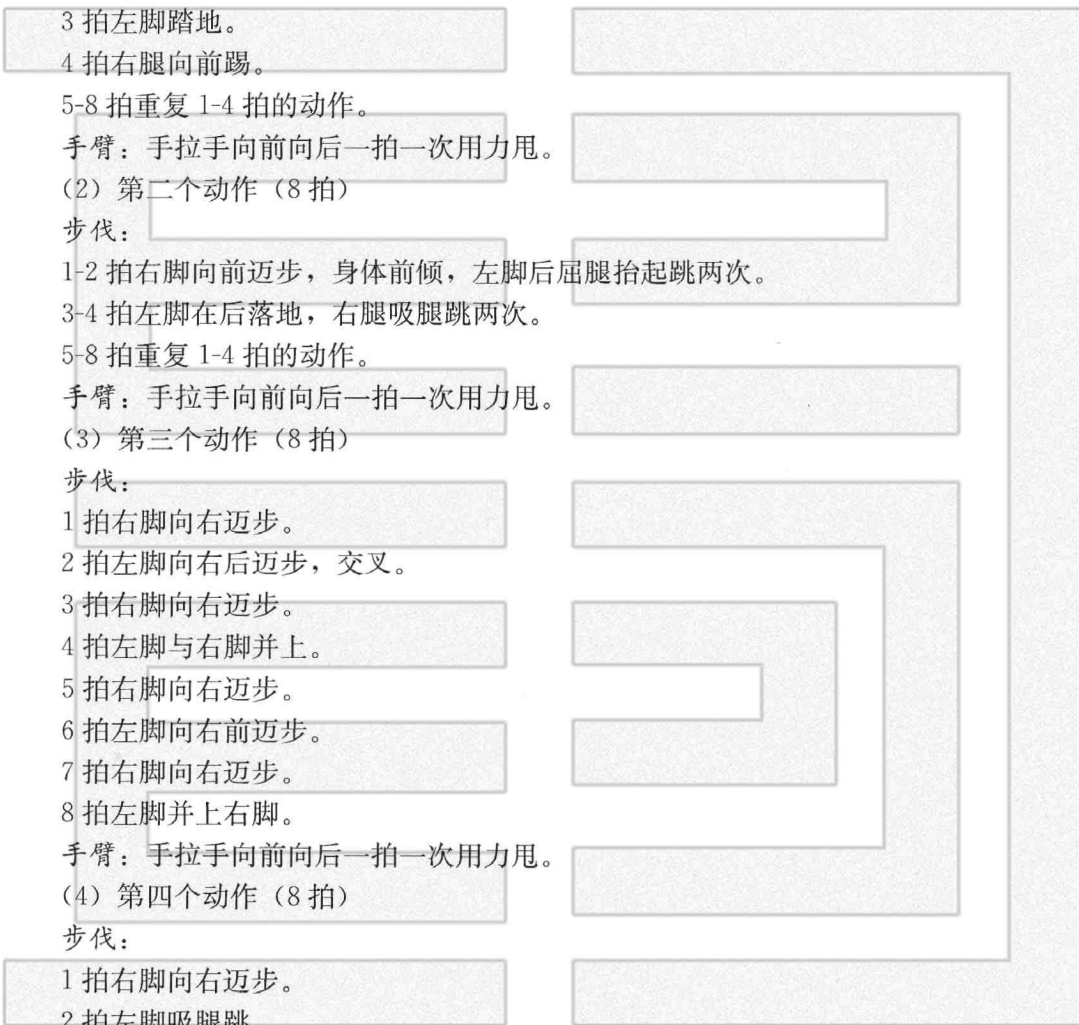 3 拍左脚踏地。
4 拍右腿向前踢。
5-8 拍重复 1-4 拍的动作。
手臂：手拉手向前向后一拍一次用力甩。
（2）第二个动作（8 拍）
步伐：
1-2 拍右脚向前迈步，身体前倾，左脚后屈腿抬起跳两次。
3-4 拍左脚在后落地，右腿吸腿跳两次。
5-8 拍重复 1-4 拍的动作。
手臂：手拉手向前向后一拍一次用力甩。
（3）第三个动作（8 拍）
步伐：
1 拍右脚向右迈步。
2 拍左脚向右后迈步，交叉。
3 拍右脚向右迈步。
4 拍左脚与右脚并上。
5 拍右脚向右迈步。
6 拍左脚向右前迈步。
7 拍右脚向右迈步。
8 拍左脚并上右脚。
手臂：手拉手向前向后一拍一次用力甩。
（4）第四个动作（8 拍）
步伐：
1 拍右脚向右迈步。
2 拍左脚吸腿跳